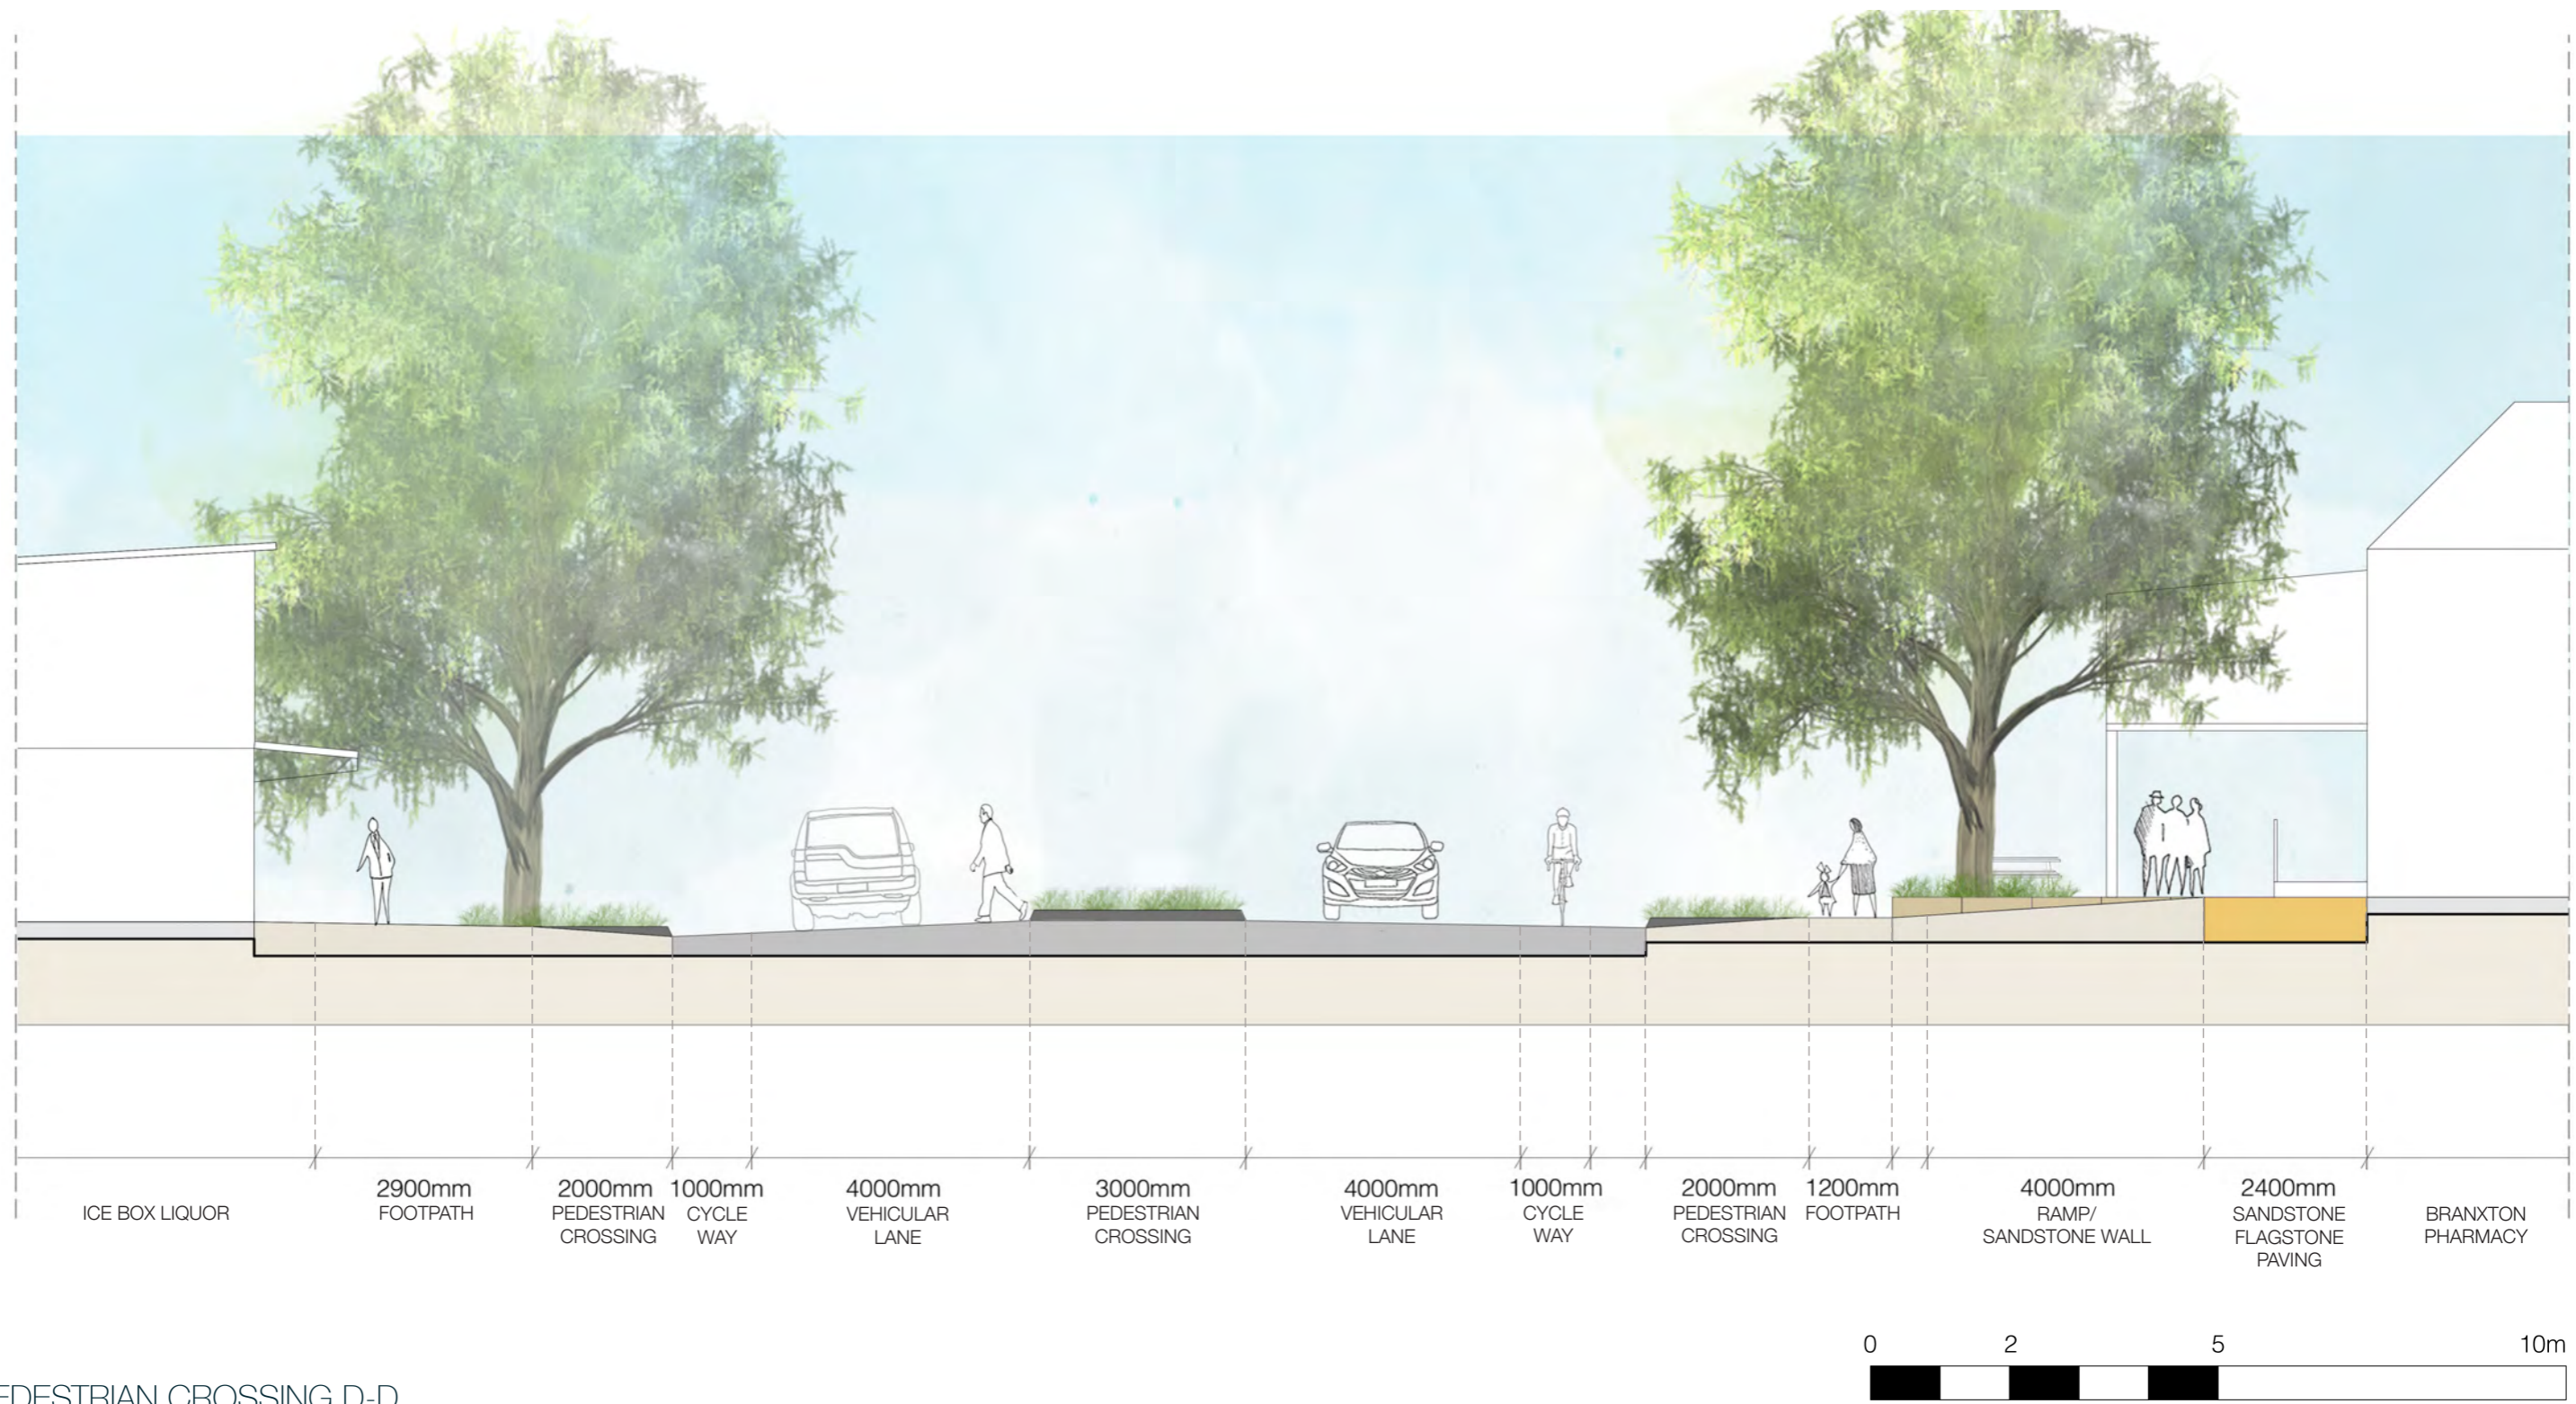 2900mm
FOOTPATH
2000mm
PEDESTRIAN
CROSSING
1000mm
CYCLE
WAY
4000mm
VEHICULAR
LANE
3000mm
PEDESTRIAN
CROSSING
4000mm
VEHICULAR
LANE
1000mm
CYCLE
WAY
2000mm
PEDESTRIAN
CROSSING
1200mm
FOOTPATH
4000mm
RAMP/
SANDSTONE WALL
2400mm
SANDSTONE
FLAGSTONE
PAVING
ICE BOX LIQUOR
BRANXTON
PHARMACY
0 2 5 10m
EDESTRIAN CROSSING D-D